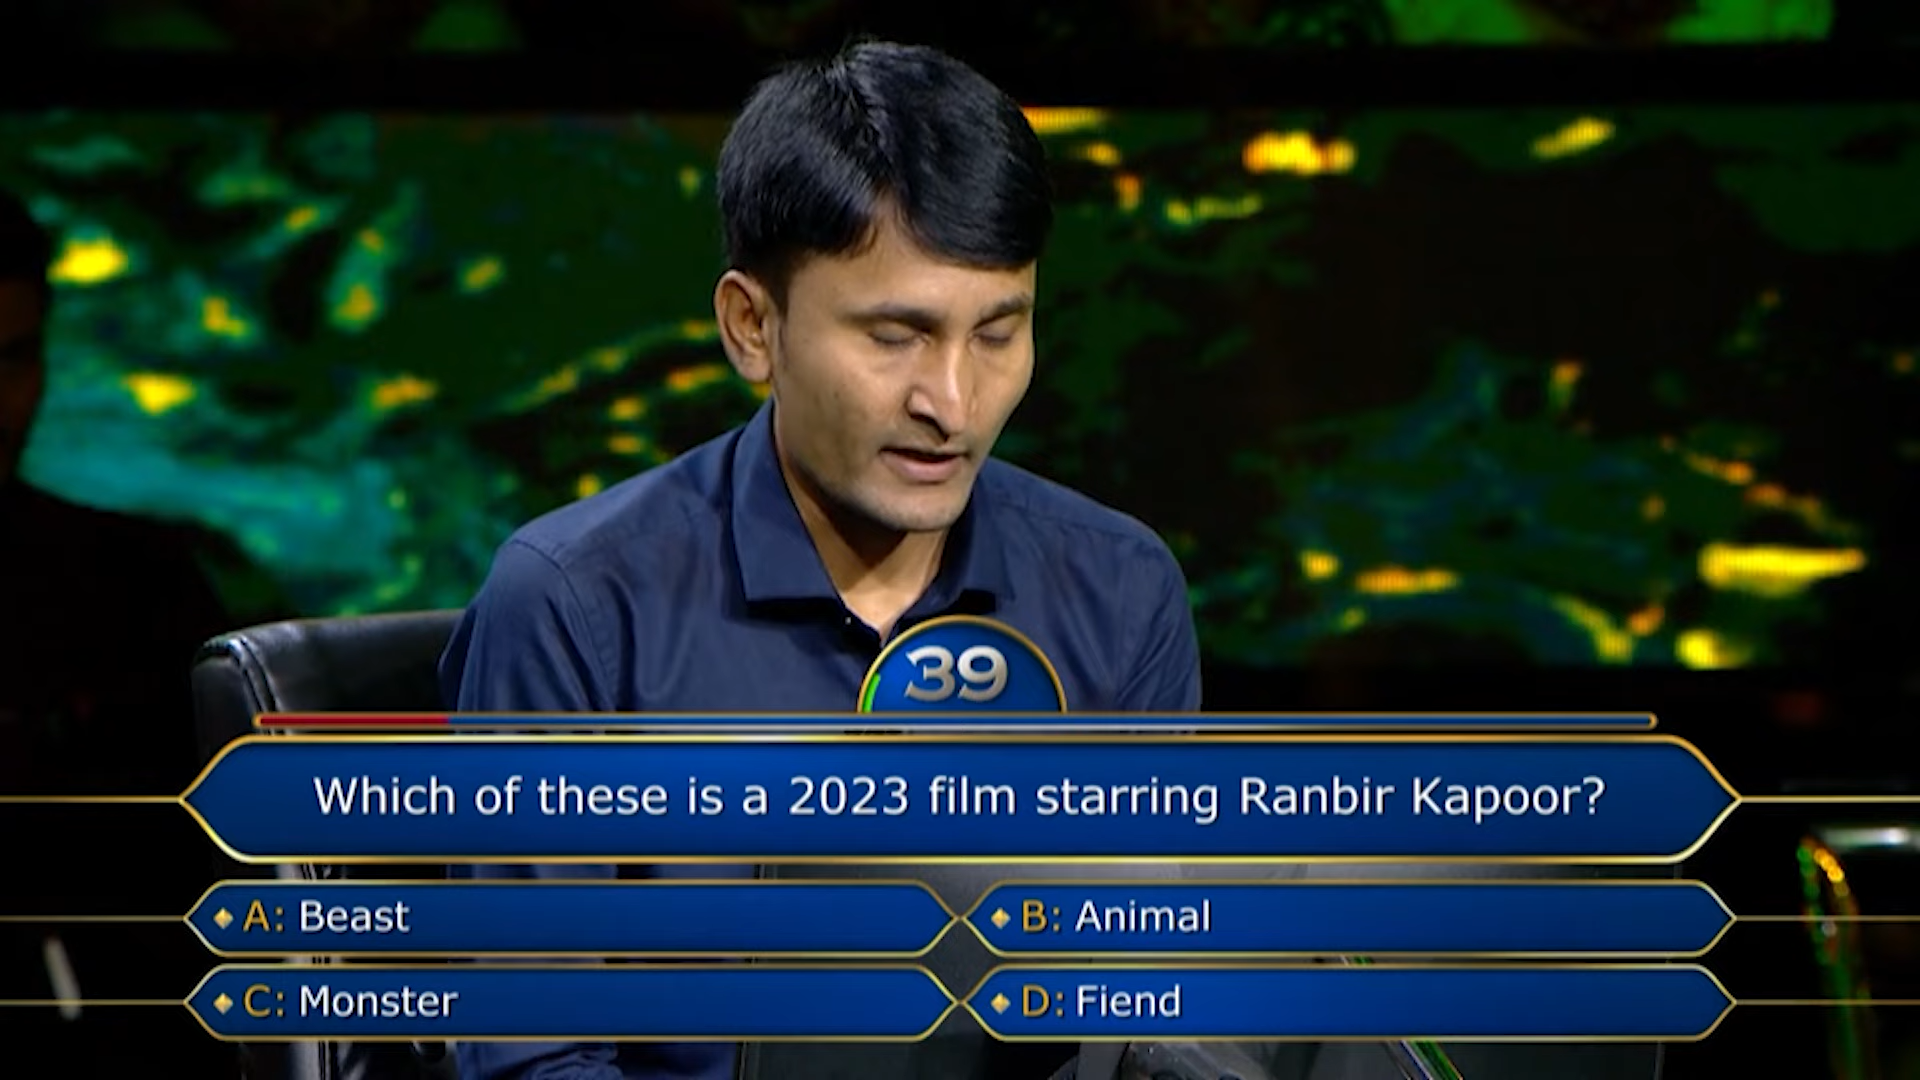 39
Which of these is a 2023 film starring Ranbir Kapoor?
A: Beast
B: Animal
C: Monster
D: Fiend